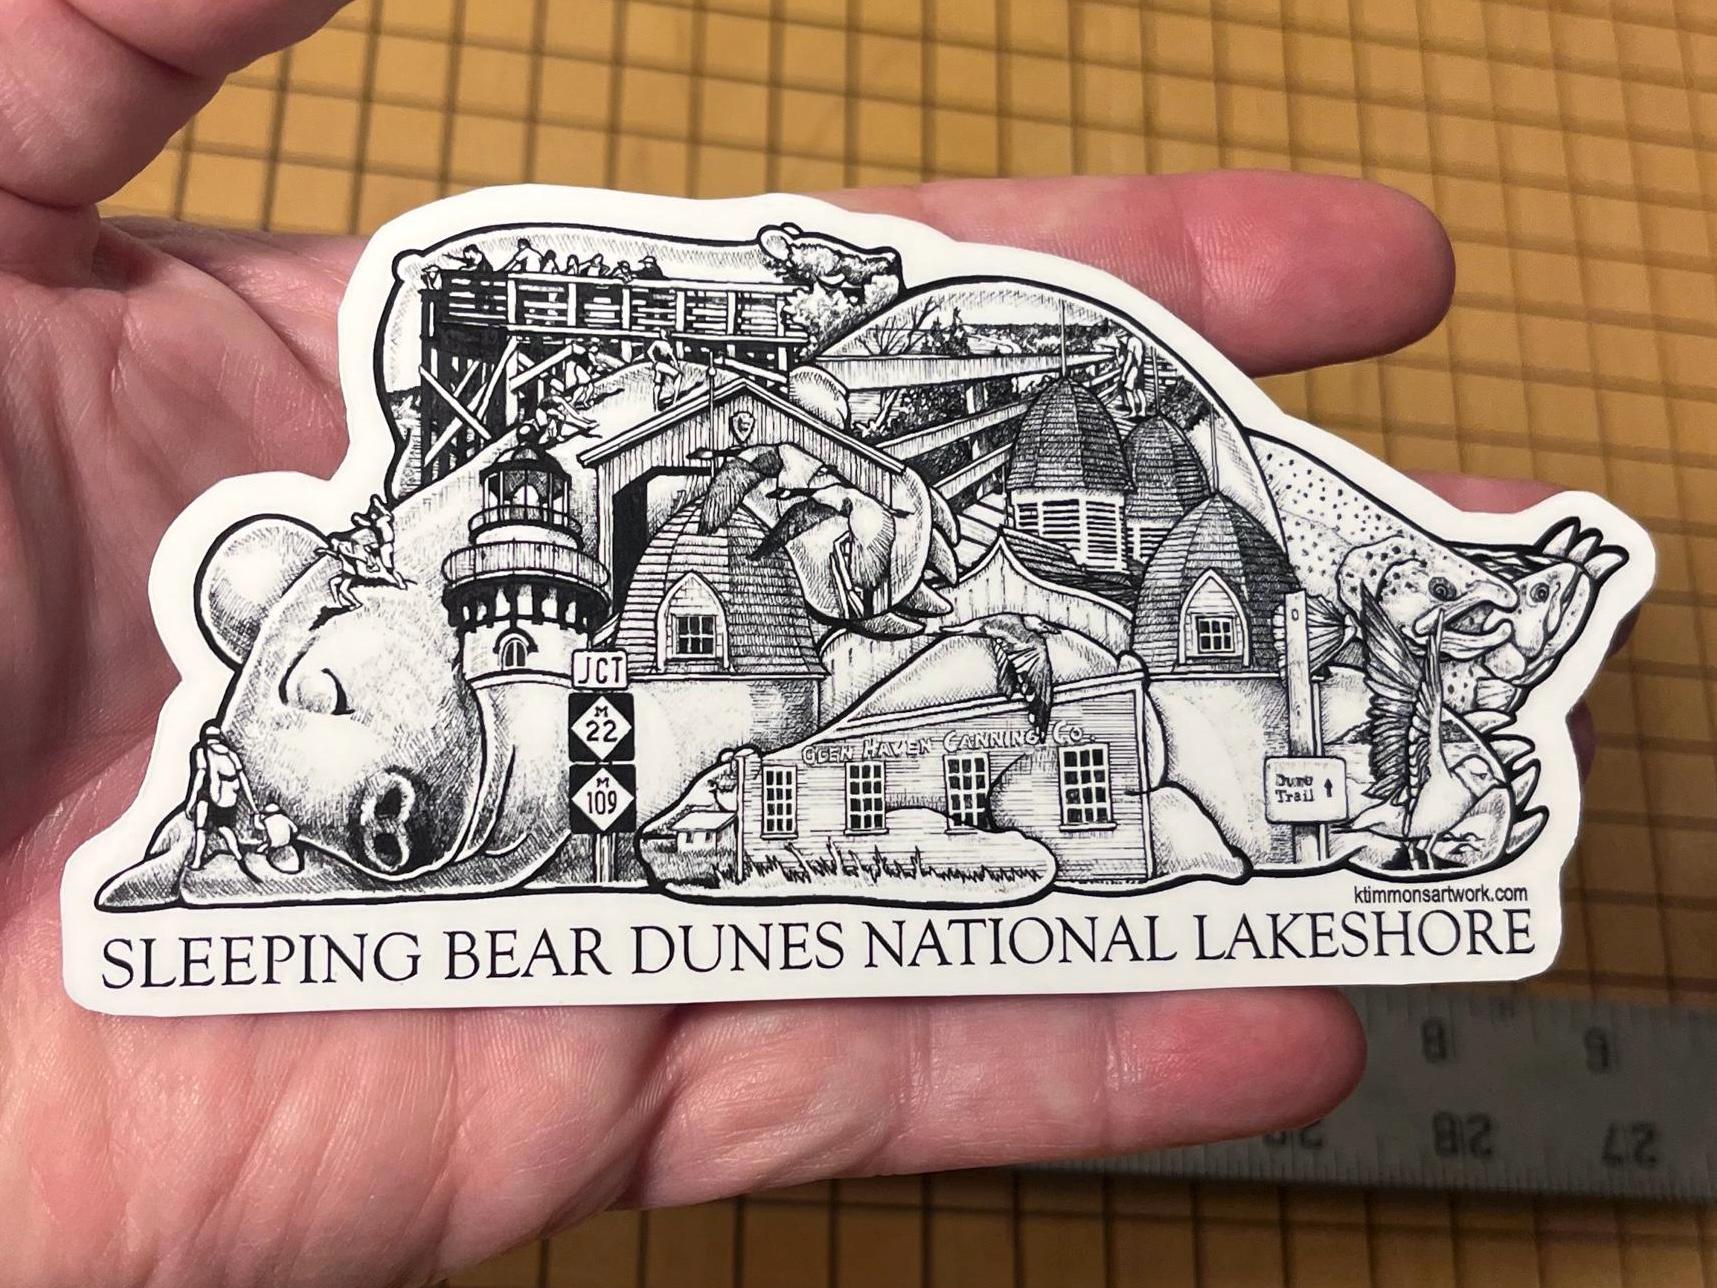 JCT
M
22
M
109
GLEN HAVEN CANNING CO.
Dune
Trail
ktimmonsartwork.com
SLEEPING BEAR DUNES NATIONAL LAKESHORE
8
28
27